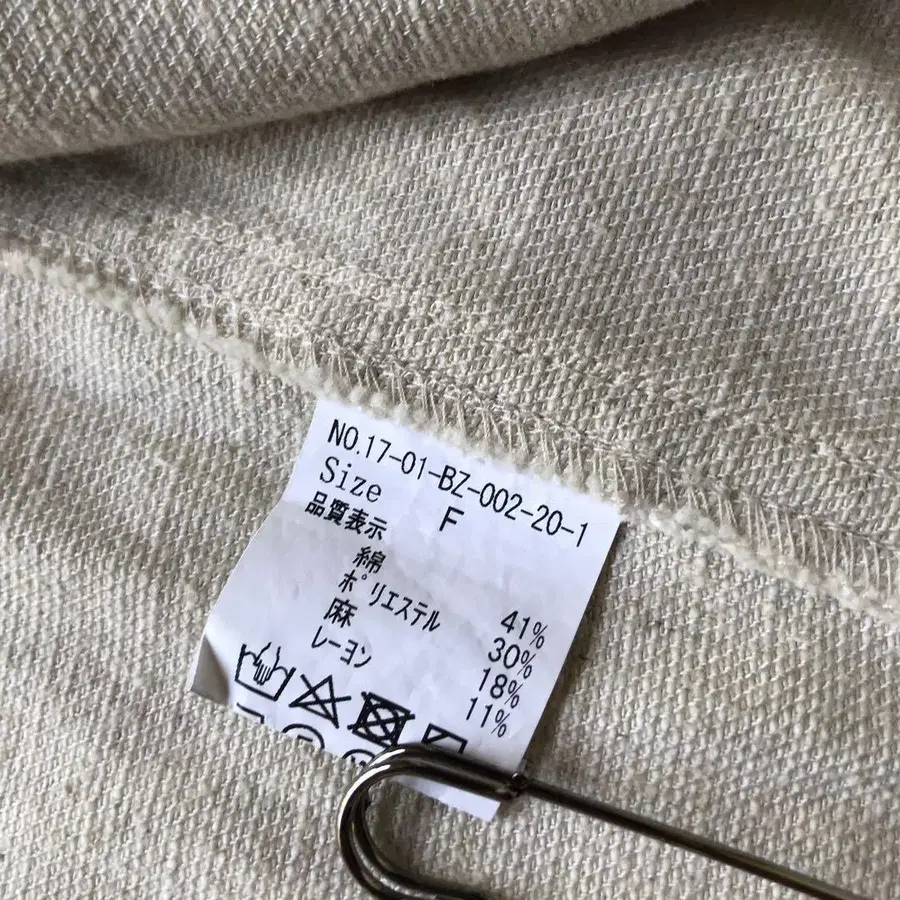 NO.17-01-BZ-002-20-1
Size F
品質表示
綿 41%
ポリエステル 30%
麻 18%
レーヨン 11%